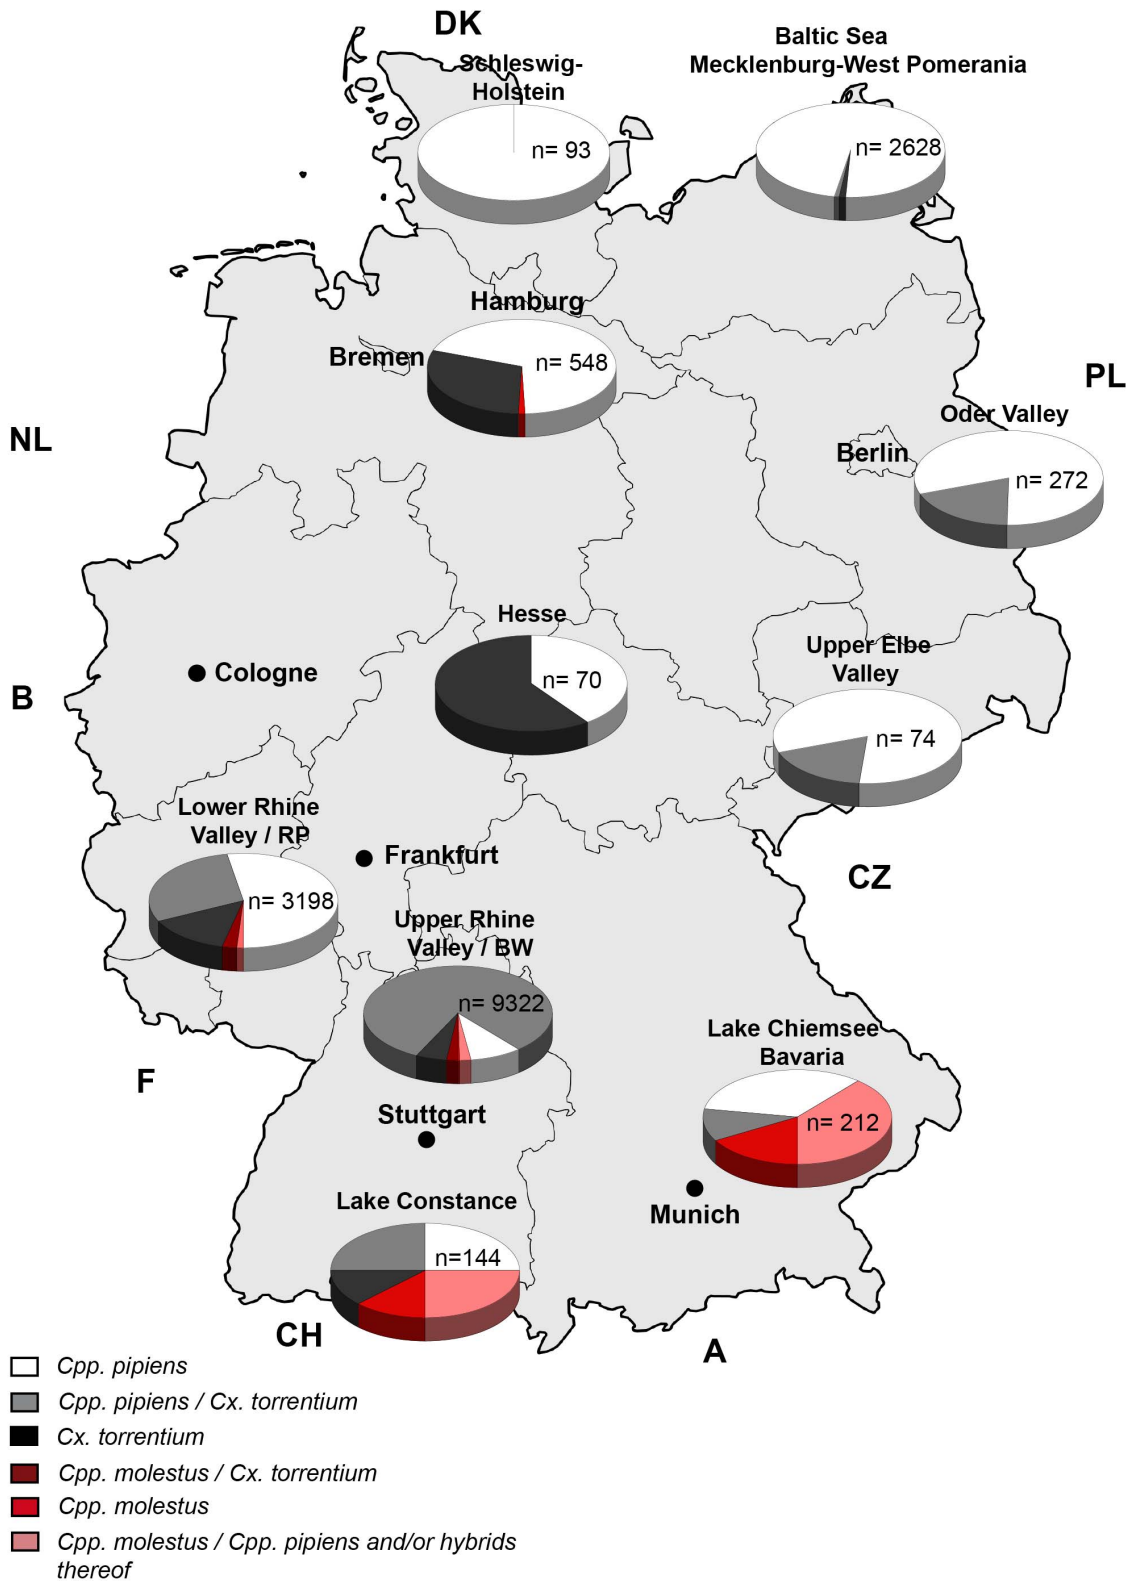 DK
Schleswig-
Holstein
n= 93
Baltic Sea
Mecklenburg-West Pomerania
n= 2628
Hamburg
Bremen
n= 548
PL
NL
Oder Valley
Berlin
n= 272
Hesse
n= 70
Upper Elbe
Valley
n= 74
Cologne
B
Lower Rhine
Valley / RP
n= 3198
Frankfurt
CZ
Upper Rhine
Valley / BW
n= 9322
Lake Chiemsee
Bavaria
n= 212
F
Stuttgart
Munich
Lake Constance
n=144
CH
A
Cpp. pipiens
Cpp. pipiens / Cx. torrentium
Cx. torrentium
Cpp. molestus / Cx. torrentium
Cpp. molestus
Cpp. molestus / Cpp. pipiens and/or hybrids
thereof